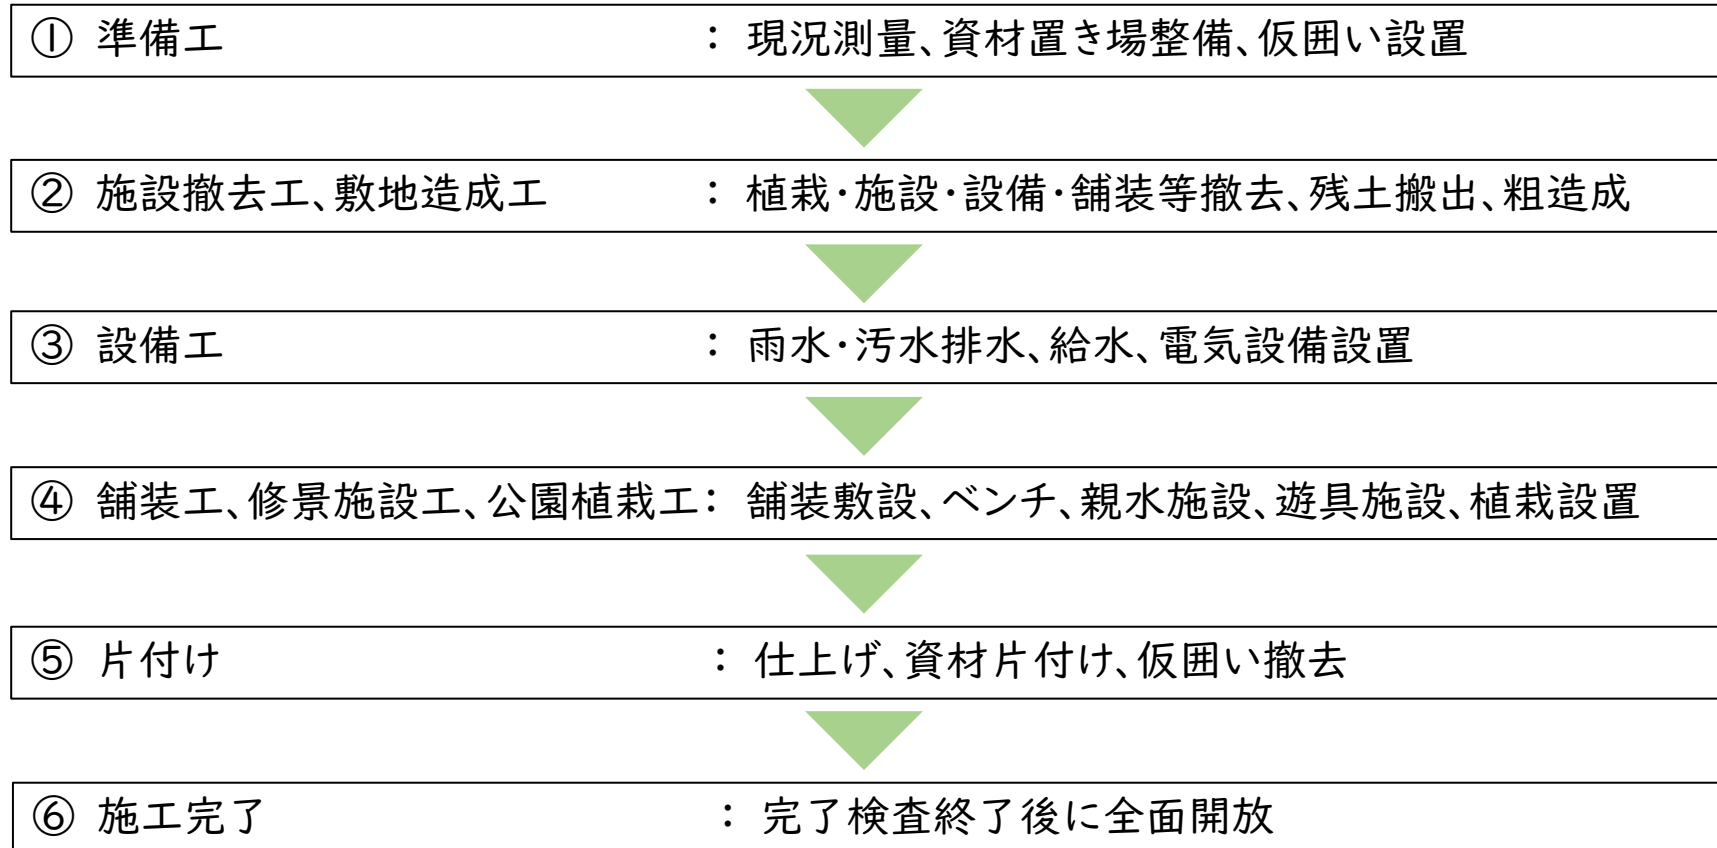 ① 準備工 : 現況測量、資材置き場整備、仮囲い設置
② 施設撤去工、敷地造成工 : 植栽・施設・設備・舗装等撤去、残土搬出、粗造成
③ 設備工 : 雨水・汚水排水、給水、電気設備設置
④ 舗装工、修景施設工、公園植栽工: 舗装敷設、ベンチ、親水施設、遊具施設、植栽設置
⑤ 片付け : 仕上げ、資材片付け、仮囲い撤去
⑥ 施工完了 : 完了検査終了後に全面開放